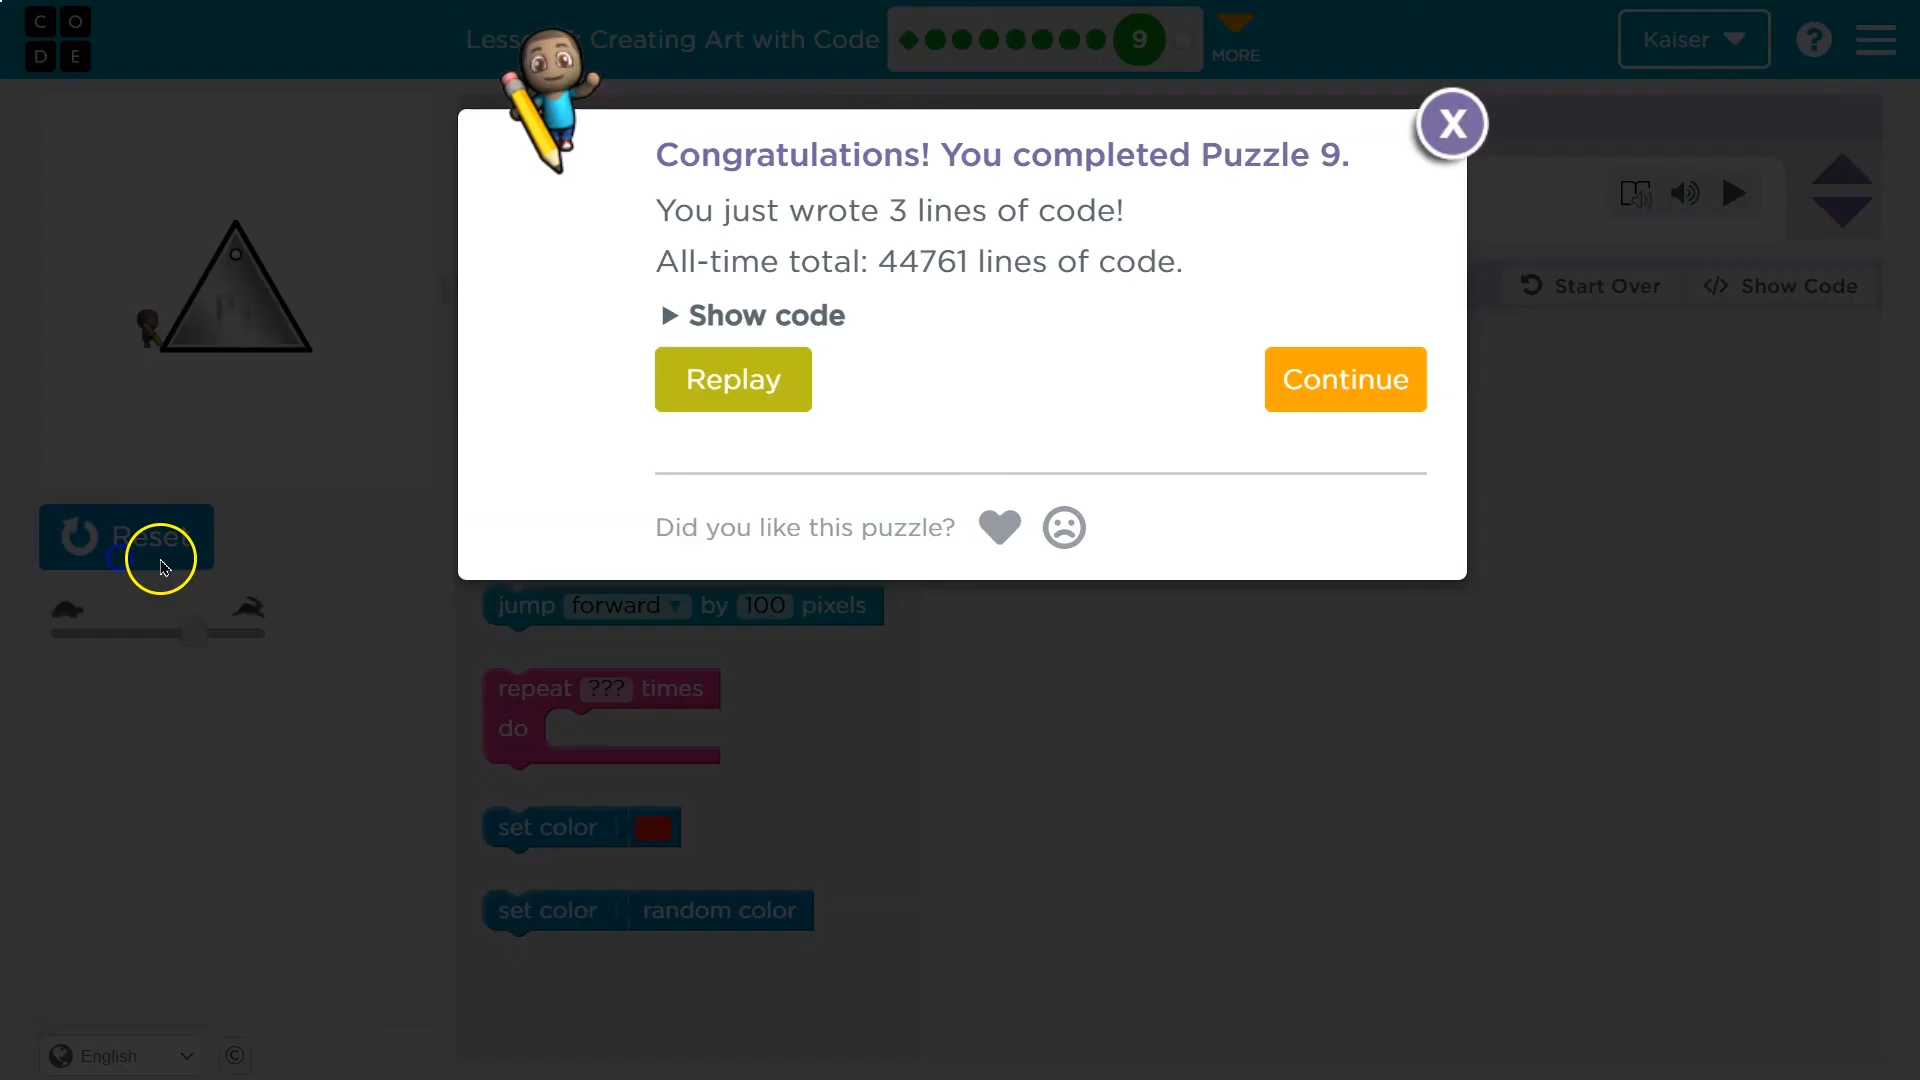 C O
D E
Creating Art with Code
9
MORE
Kaiser
?
X
Congratulations! You completed Puzzle 9.
You just wrote 3 lines of code!
All-time total: 44761 lines of code.
Show code
Replay
Continue
Did you like this puzzle?
Start Over
</> Show Code
Reset
jump forward by 100 pixels
repeat ??? times
do
set color
set color random color
English
©